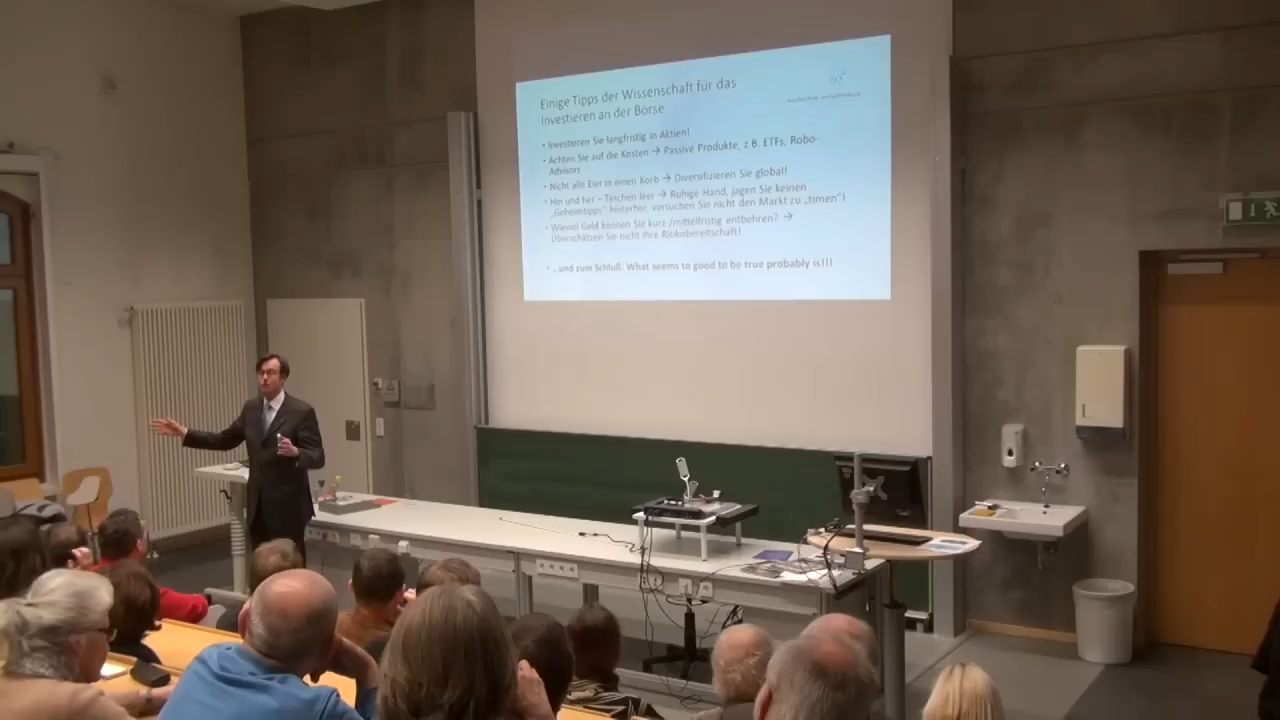 Einige Tipps der Wissenschaft für das
Investieren an der Börse
• Investieren Sie langfristig in Aktien!
• Achten Sie auf die Kosten → Passive Produkte, z.B. ETFs, Robo-
Advisors
• Nicht alle Eier in einen Korb → Diversifizieren Sie global!
• Hin und her – Taschen leer → Ruhige Hand, jagen Sie keinen
„Geheimtipps" hinterher, versuchen Sie nicht den Markt zu „timen"!
• Wieviel Geld können Sie kurz-/mittelfristig entbehren? →
Überschätzen Sie nicht Ihre Risikobereitschaft!
• ...und zum Schluß: What seems to good to be true probably is!!!